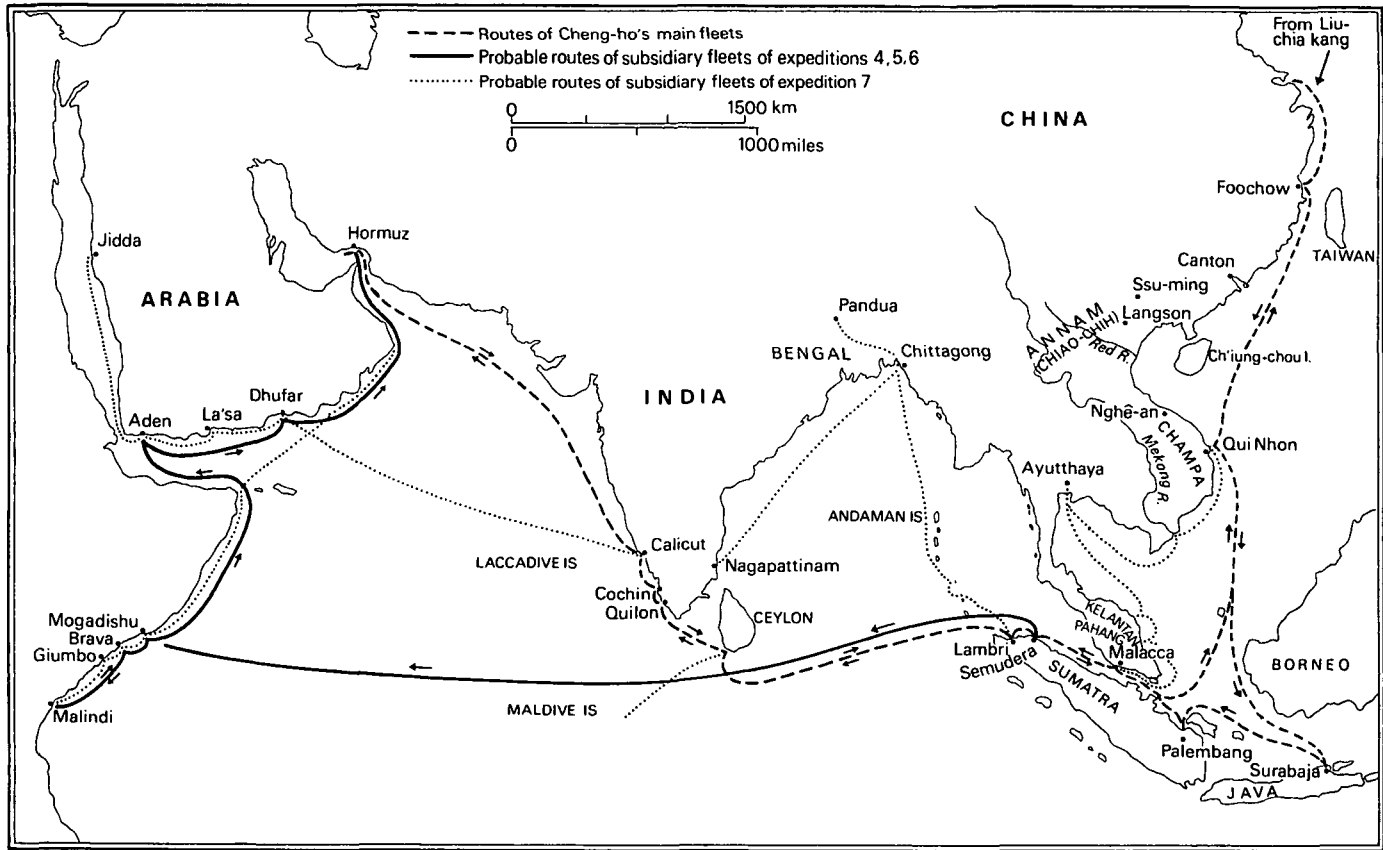 From Liu-
chia kang
Routes of Cheng-ho's main fleets
Probable routes of subsidiary fleets of expeditions 4,5,6
Probable routes of subsidiary fleets of expedition 7
0 1500 km
0 1000 miles
CHINA
Foochow
TAIWAN
Jidda
Hormuz
ARABIA
Canton
Ssu-ming
Langson
ANNAM
(CHIAO-CHIH)
Red R.
Ch'iung-chou I.
Pandua
BENGAL
Chittagong
INDIA
Dhufar
La'sa
Aden
Nghê-an
CHAMPA
Mekong R
Qui Nhon
Ayutthaya
ANDAMAN IS
Calicut
LACCADIVE IS
Nagapattinam
Cochin
Quilon
CEYLON
Mogadishu
Brava
Giumbo
Malindi
MALDIVE IS
KELANTAN
PAHANG
Malacca
Lambri
Semudera
SUMATRA
BORNEO
Palembang
Surabaja
JAVA